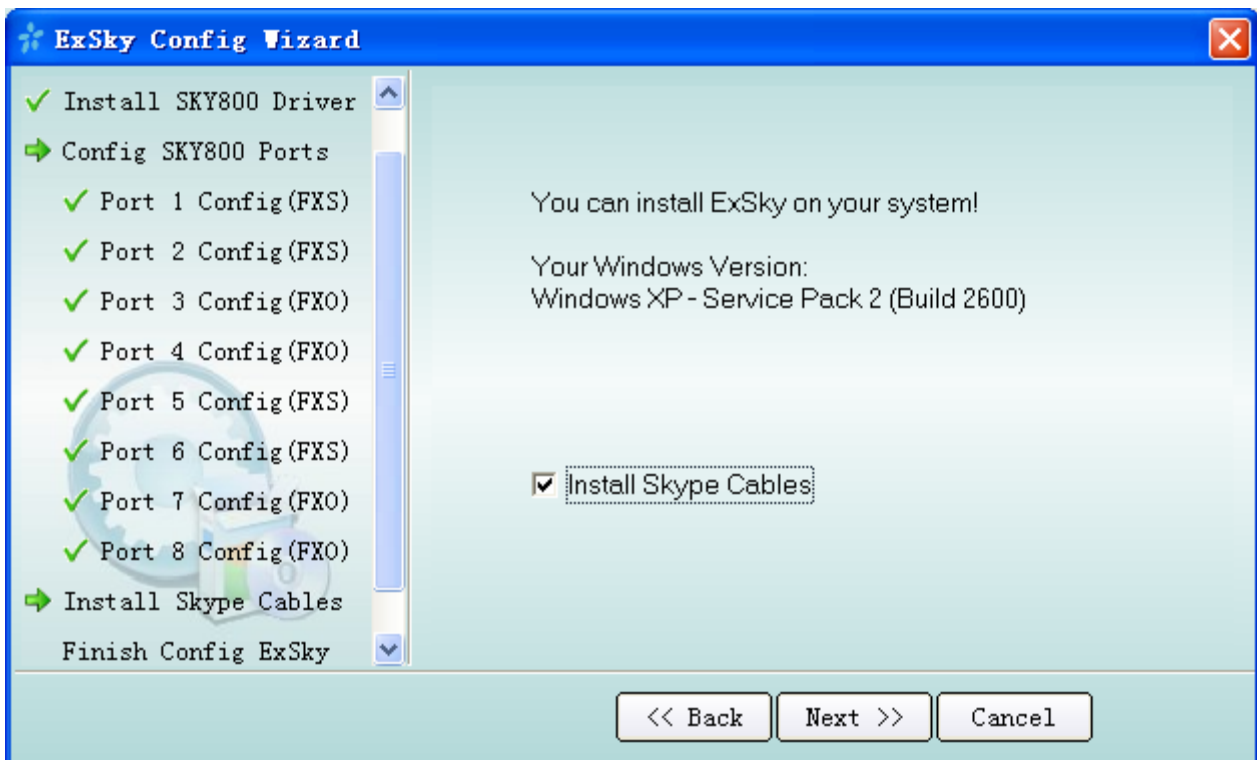 ExSky Config Wizard
Install SKY800 Driver
Config SKY800 Ports
Port 1 Config(FXS)
Port 2 Config(FXS)
Port 3 Config(FXO)
Port 4 Config(FXO)
Port 5 Config(FXS)
Port 6 Config(FXS)
Port 7 Config(FXO)
Port 8 Config(FXO)
Install Skype Cables
Finish Config ExSky
You can install ExSky on your system!
Your Windows Version:
Windows XP - Service Pack 2 (Build 2600)
Install Skype Cables
<< Back
Next >>
Cancel